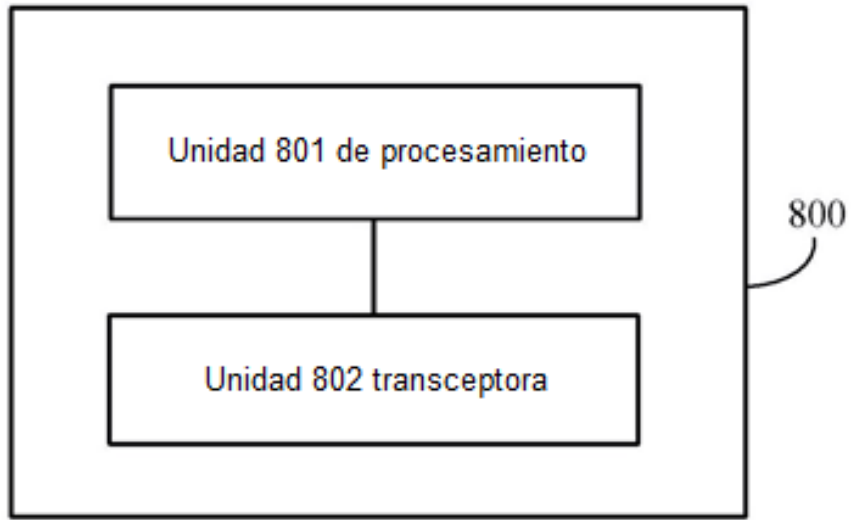 Unidad 801 de procesamiento
800
Unidad 802 transceptora